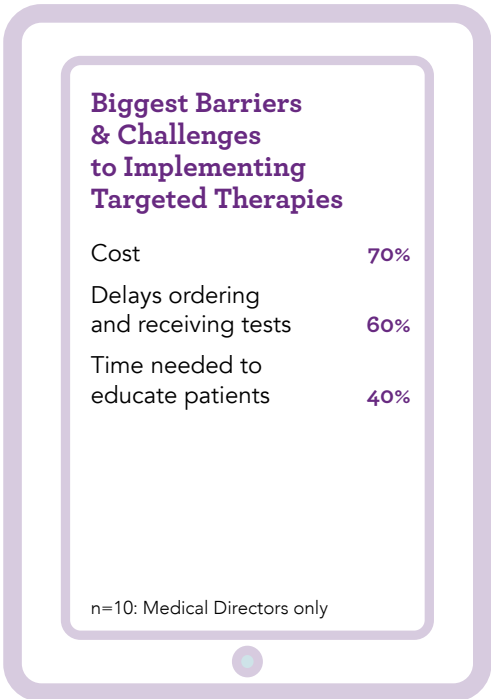 Biggest Barriers
& Challenges
to Implementing
Targeted Therapies
Cost 70%
Delays ordering
and receiving tests 60%
Time needed to
educate patients 40%
n=10: Medical Directors only